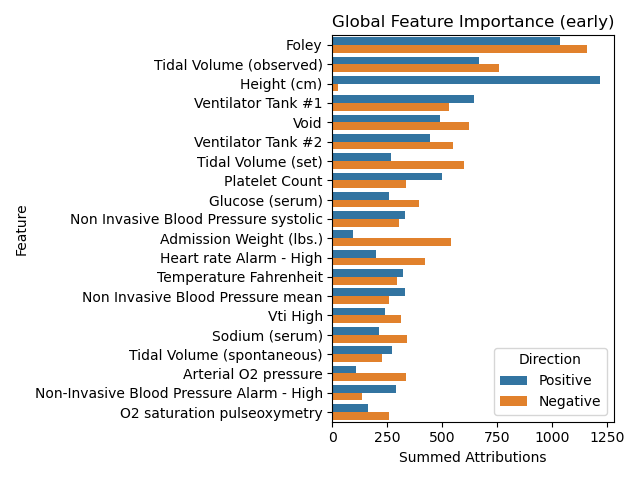 Global Feature Importance (early)
Feature
Foley
Tidal Volume (observed)
Height (cm)
Ventilator Tank #1
Void
Ventilator Tank #2
Tidal Volume (set)
Platelet Count
Glucose (serum)
Non Invasive Blood Pressure systolic
Admission Weight (lbs.)
Heart rate Alarm - High
Temperature Fahrenheit
Non Invasive Blood Pressure mean
Vti High
Sodium (serum)
Tidal Volume (spontaneous)
Arterial O2 pressure
Non-Invasive Blood Pressure Alarm - High
O2 saturation pulseoxymetry
Direction
Positive
Negative
0 250 500 750 1000 1250
Summed Attributions